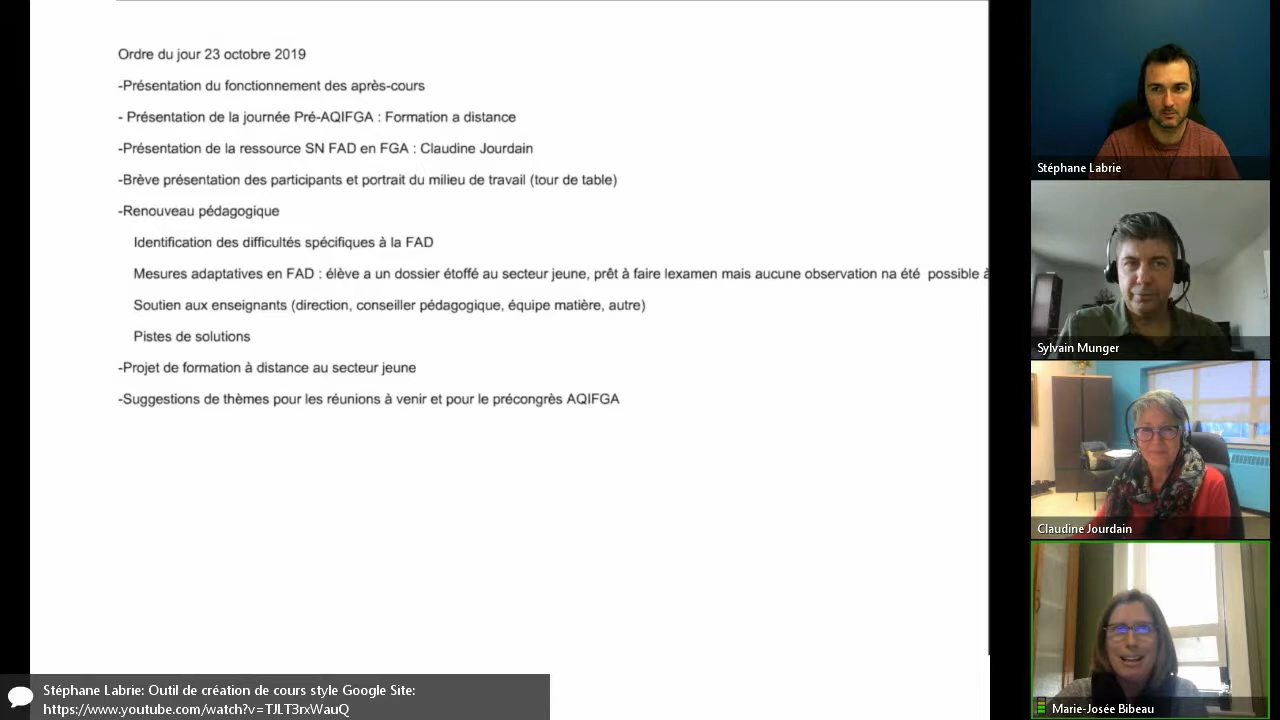 Ordre du jour 23 octobre 2019
-Présentation du fonctionnement des après-cours
- Présentation de la journée Pré-AQIFGA : Formation a distance
-Présentation de la ressource SN FAD en FGA : Claudine Jourdain
-Brève présentation des participants et portrait du milieu de travail (tour de table)
-Renouveau pédagogique
Identification des difficultés spécifiques à la FAD
Mesures adaptatives en FAD : élève a un dossier étoffé au secteur jeune, prêt à faire lexamen mais aucune observation na été possible à
Soutien aux enseignants (direction, conseiller pédagogique, équipe matière, autre)
Pistes de solutions
-Projet de formation à distance au secteur jeune
-Suggestions de thèmes pour les réunions à venir et pour le précongrès AQIFGA
Stéphane Labrie
Sylvain Munger
Claudine Jourdain
Marie-Josée Bibeau
Stéphane Labrie: Outil de création de cours style Google Site:
https://www.youtube.com/watch?v=TJLT3rxWauQ